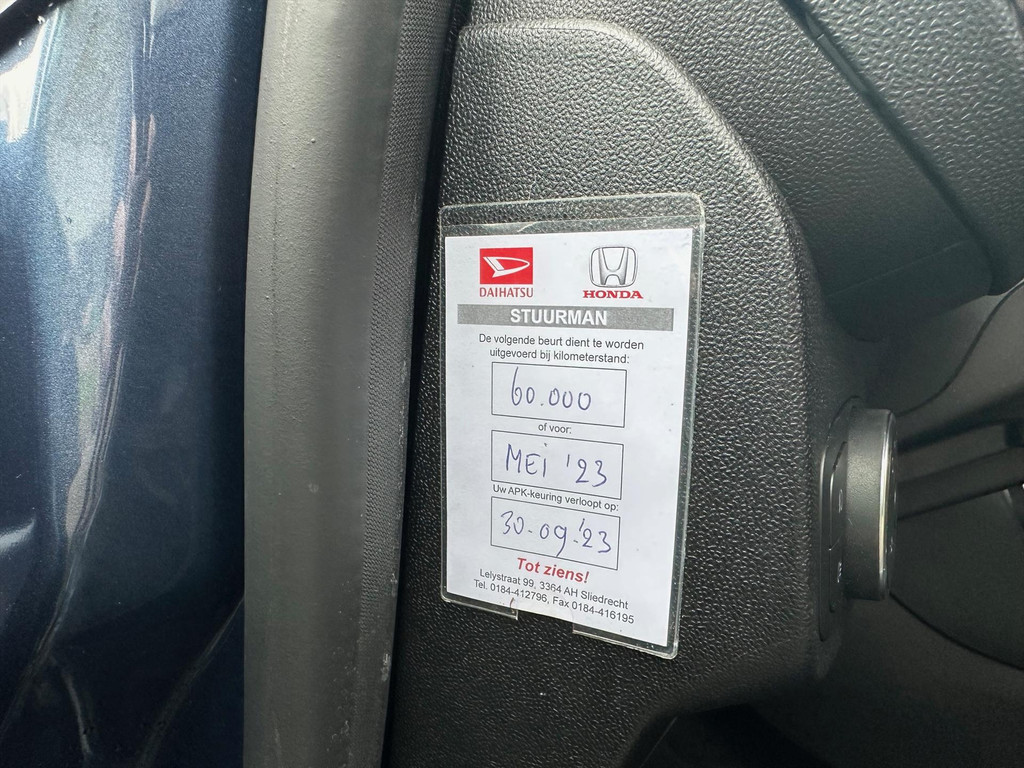 DAIHATSU
HONDA
STUURMAN
De volgende beurt dient te worden
uitgevoerd bij kilometerstand:
60.000
of voor:
MEI '23
Uw APK-keuring verloopt op:
30-09-'23
Tot ziens!
Lelystraat 99, 3364 AH Sliedrecht
Tel. 0184-412796, Fax 0184-416195